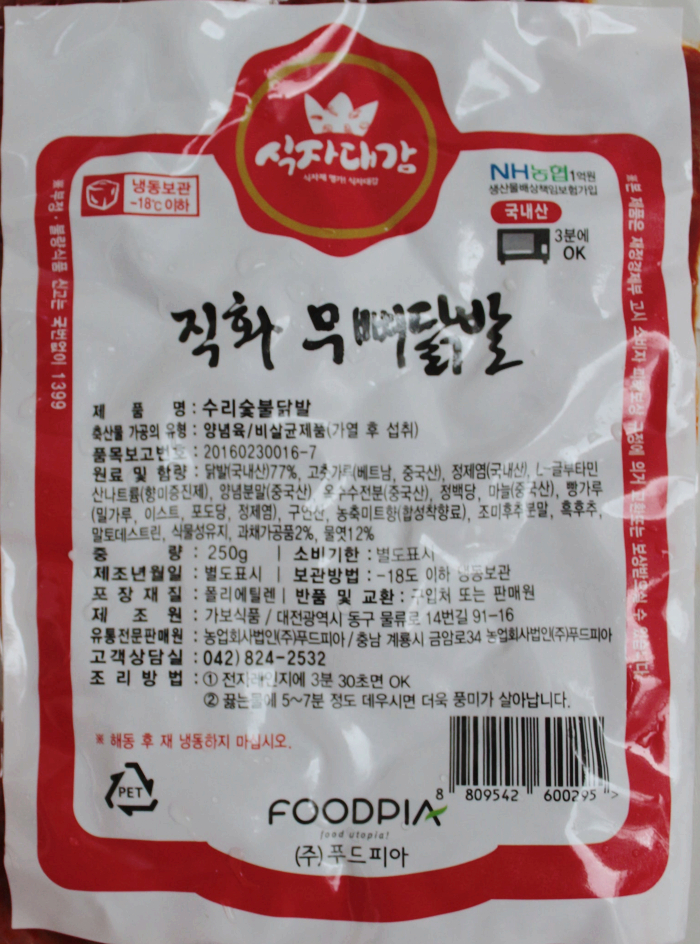 식자대감
식자재 명가! 식자대감
냉동보관
-18℃ 이하
NH농협 1억원
생산물배상책임보험가입
국내산
3분에
OK
※ 부정·불량식품 신고는 국번없이 1399
※본 제품은 재정경제부 고시 소비자 피해보상 규정에 의거 교환또는 보상받으실 수 있습니다.
직화 무뼈닭발
제 품 명 : 수리숯불닭발
축산물 가공의 유형 : 양념육/비살균제품(가열 후 섭취)
품목보고번호 : 20160230016-7
원료 및 함량 : 닭발(국내산)77%, 고춧가루(베트남, 중국산), 정제염(국내산), L-글루타민
산나트륨(향미증진제), 양념분말(중국산), 옥수수전분(중국산), 정백당, 마늘(중국산), 빵가루
(밀가루, 이스트, 포도당, 정제염), 구연산, 농축미트향(합성착향료), 조미후추분말, 흑후추,
말토데스트린, 식물성유지, 과채가공품2%, 물엿12%
중 량 : 250g | 소비기한 : 별도표시
제조년월일 : 별도표시 | 보관방법 : -18도 이하 냉동보관
포 장 재 질 : 폴리에틸렌 | 반품 및 교환 : 구입처 또는 판매원
제 조 원 : 가보식품 / 대전광역시 동구 물류로 14번길 91-16
유통전문판매원 : 농업회사법인(주)푸드피아 / 충남 계룡시 금암로34 농업회사법인(주)푸드피아
고객상담실 : 042) 824-2532
조 리 방 법 : ① 전자레인지에 3분 30초면 OK
② 끓는물에 5~7분 정도 데우시면 더욱 풍미가 살아납니다.
※ 해동 후 재 냉동하지 마십시오.
PET
8 809542 600295 >
FOODPIA
food utopia!
(주)푸드피아